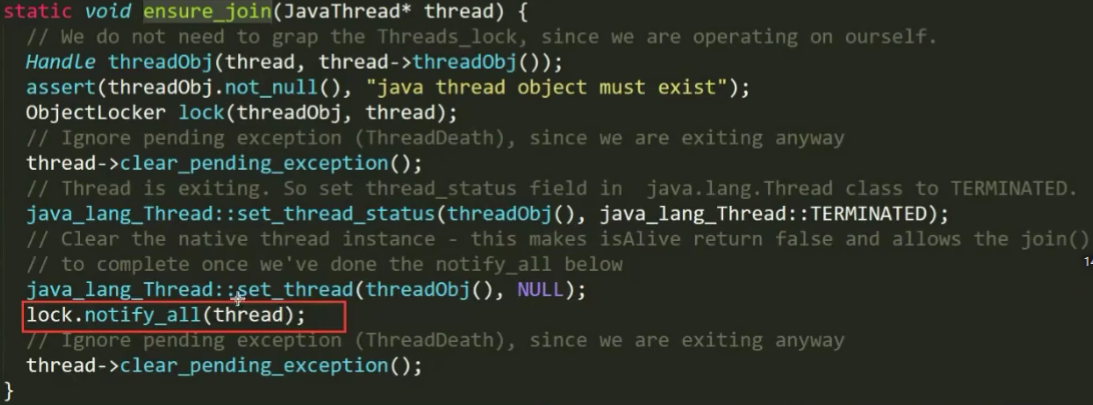 static void ensure_join(JavaThread* thread) {
// We do not need to grap the Threads_lock, since we are operating on ourself.
Handle threadObj(thread, thread->threadObj());
assert(threadObj.not_null(), "java thread object must exist");
ObjectLocker lock(threadObj, thread);
// Ignore pending exception (ThreadDeath), since we are exiting anyway
thread->clear_pending_exception();
// Thread is exiting. So set thread_status field in  java.lang.Thread class to TERMINATED.
java_lang_Thread::set_thread_status(threadObj(), java_lang_Thread::TERMINATED);
// Clear the native thread instance - this makes isAlive return false and allows the join()
// to complete once we've done the notify_all below
java_lang_Thread::set_thread(threadObj(), NULL);
lock.notify_all(thread);
// Ignore pending exception (ThreadDeath), since we are exiting anyway
thread->clear_pending_exception();
}